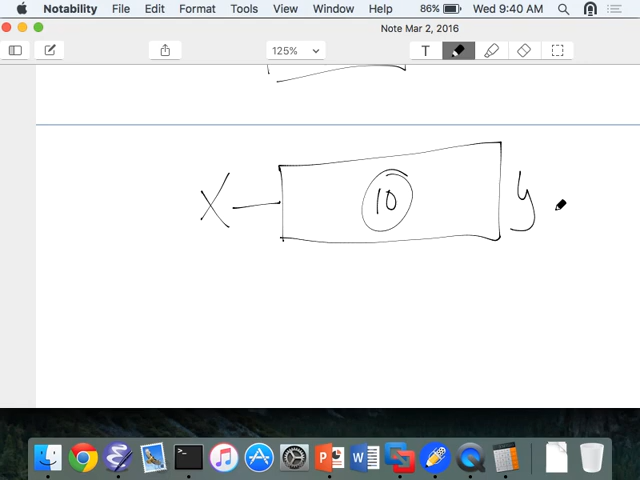 Notability File Edit Format Tools View Window Help 86% Wed 9:40 AM
Note Mar 2, 2016
125% T
X 10 y